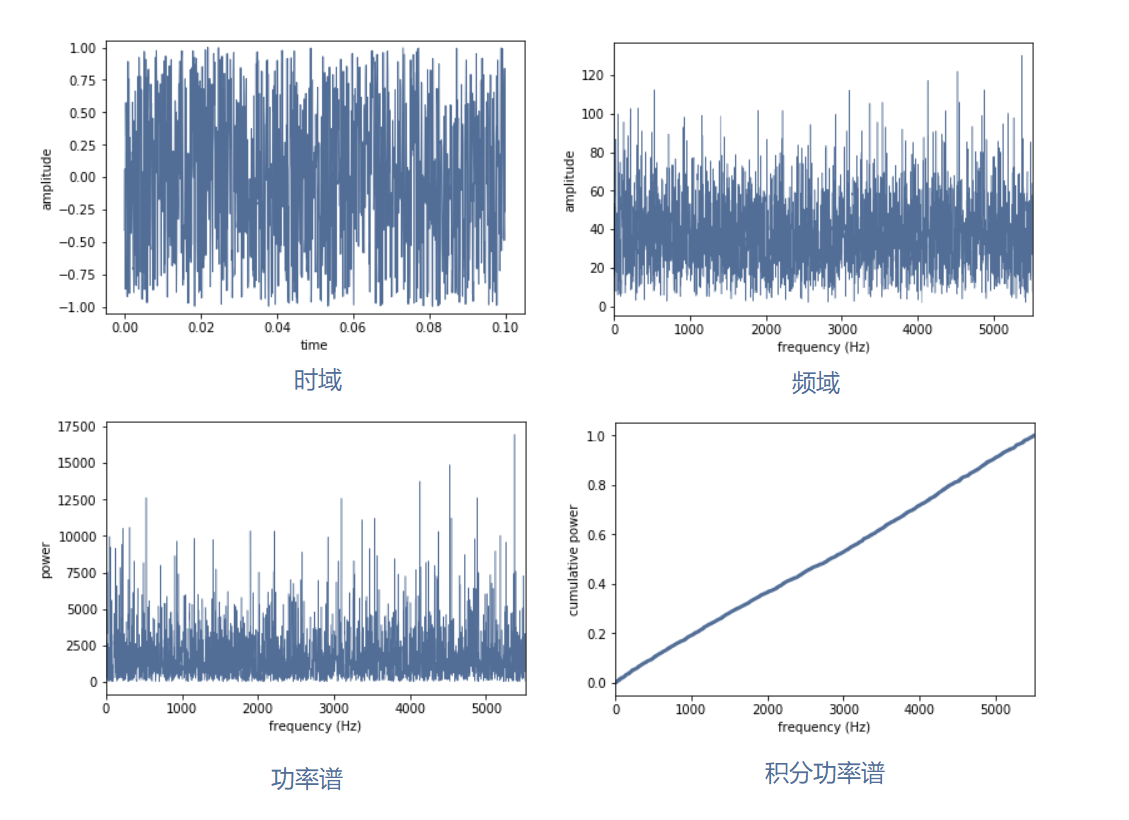 1.00
0.75
0.50
0.25
0.00
−0.25
−0.50
−0.75
−1.00
amplitude
0.00 0.02 0.04 0.06 0.08 0.10
time
时域
120
100
80
60
40
20
0
amplitude
0 1000 2000 3000 4000 5000
frequency (Hz)
频域
17500
15000
12500
10000
7500
5000
2500
0
power
0 1000 2000 3000 4000 5000
frequency (Hz)
功率谱
1.0
0.8
0.6
0.4
0.2
0.0
cumulative power
0 1000 2000 3000 4000 5000
frequency (Hz)
积分功率谱